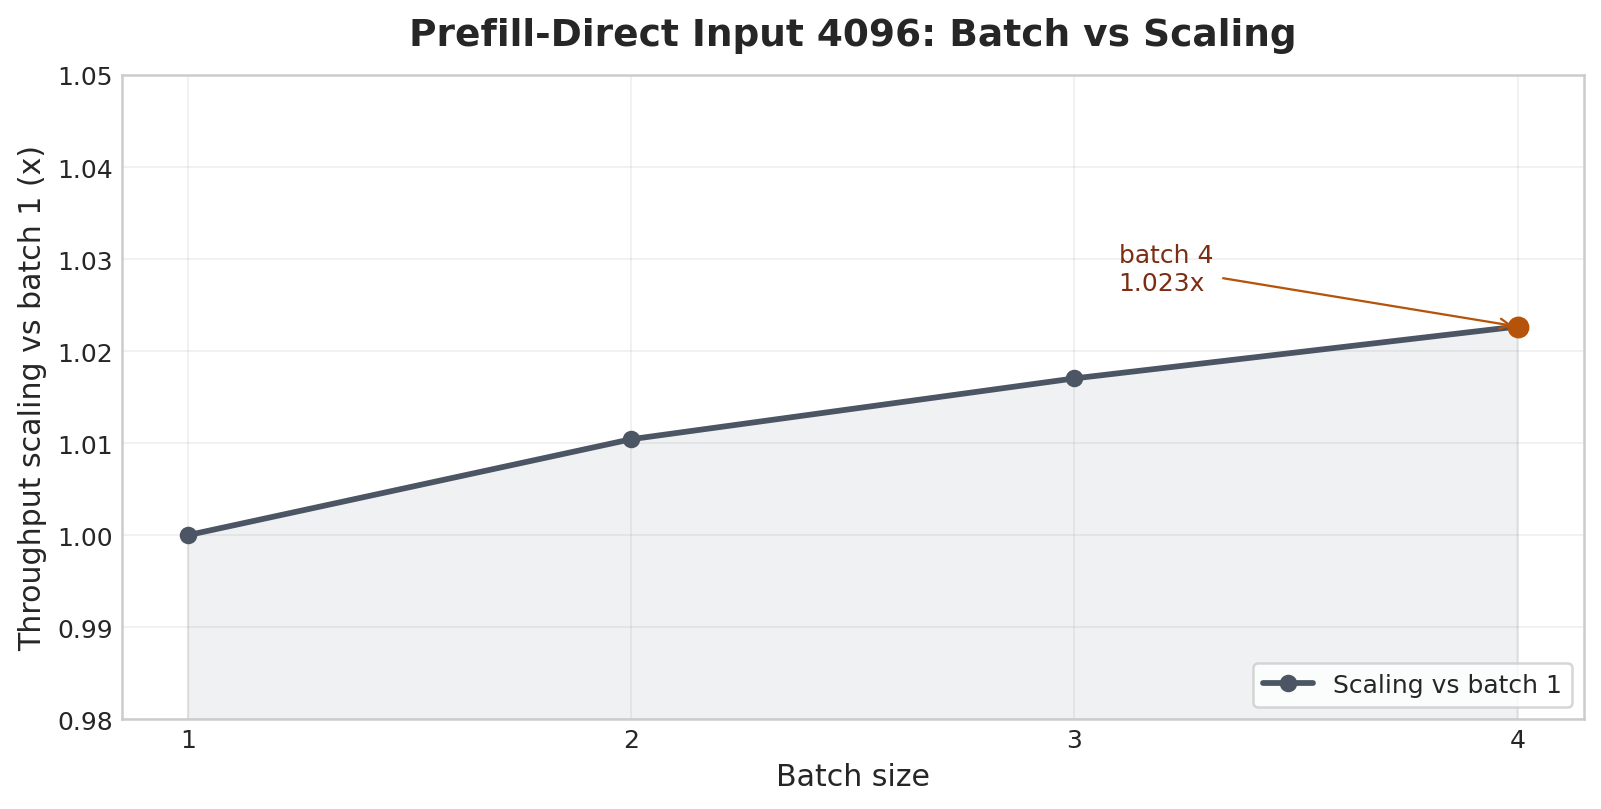 Prefill-Direct Input 4096: Batch vs Scaling
Throughput scaling vs batch 1 (x)
1.05
1.04
1.03
1.02
1.01
1.00
0.99
0.98
batch 4
1.023x
Scaling vs batch 1
1
2
3
4
Batch size